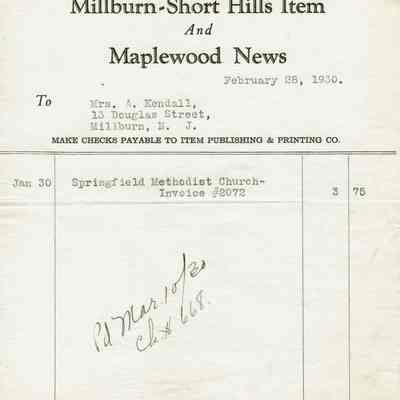 Millburn-Short Hills Item
And
Maplewood News
February 28, 1930.
To Mrs. A. Kendall,
13 Douglas Street,
Millburn, N. J.
MAKE CHECKS PAYABLE TO ITEM PUBLISHING & PRINTING CO.
Jan 30 Springfield Methodist Church- 3 75
Invoice #2072
Pd Mar. 10/30
Ck # 668.